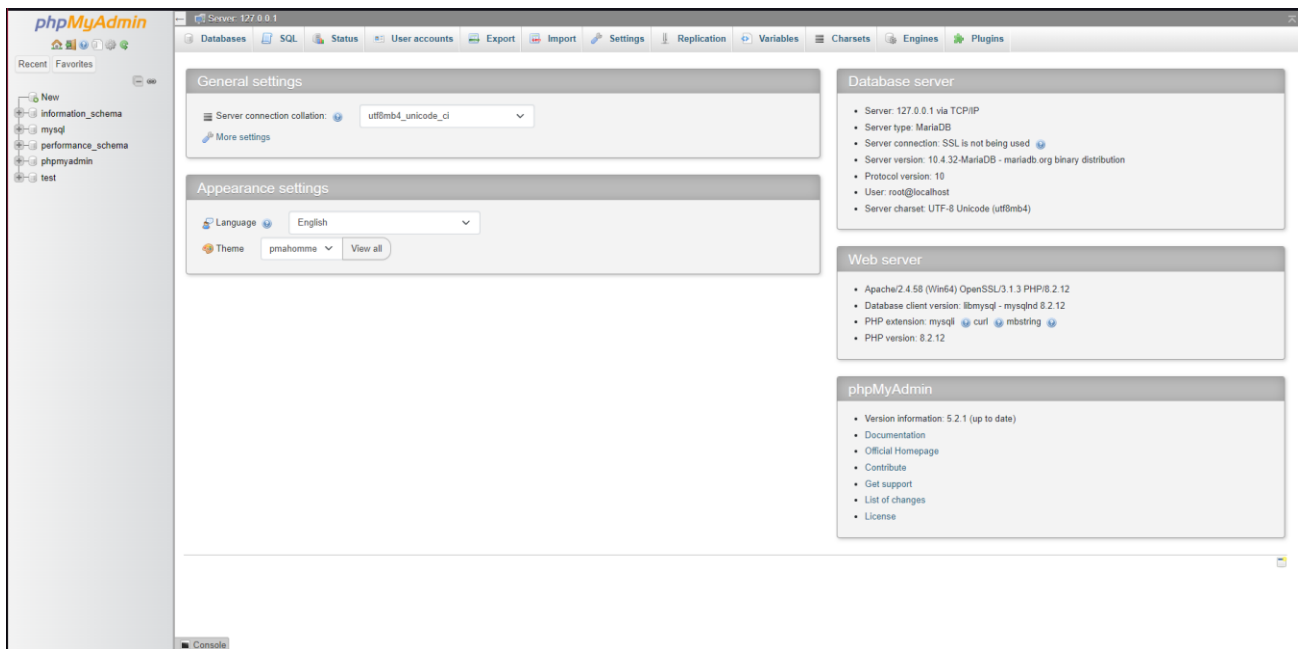 phpMyAdmin
Recent Favorites
New
information_schema
mysql
performance_schema
phpmyadmin
test
Server: 127.0.0.1
Databases SQL Status User accounts Export Import Settings Replication Variables Charsets Engines Plugins
General settings
Server connection collation: utf8mb4_unicode_ci
More settings
Appearance settings
Language English
Theme pmahomme View all
Database server
• Server: 127.0.0.1 via TCP/IP
• Server type: MariaDB
• Server connection: SSL is not being used
• Server version: 10.4.32-MariaDB - mariadb.org binary distribution
• Protocol version: 10
• User: root@localhost
• Server charset: UTF-8 Unicode (utf8mb4)
Web server
• Apache/2.4.58 (Win64) OpenSSL/3.1.3 PHP/8.2.12
• Database client version: libmysql - mysqlnd 8.2.12
• PHP extension: mysqli curl mbstring
• PHP version: 8.2.12
phpMyAdmin
• Version information: 5.2.1 (up to date)
• Documentation
• Official Homepage
• Contribute
• Get support
• List of changes
• License
Console